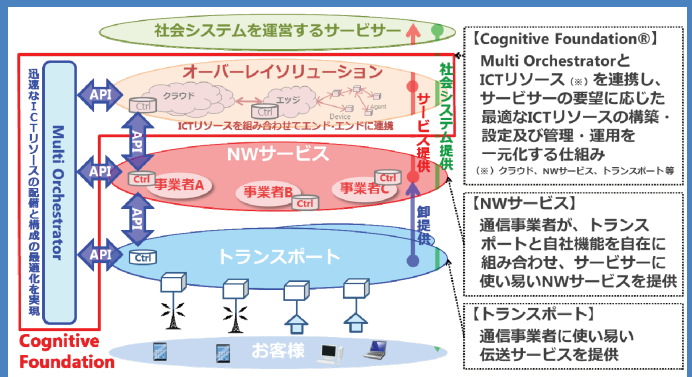 社会システムを運営するサービサー
オーバーレイソリューション
クラウド
エッジ
Device
Agent
Ctrl
Ctrl
ICTリソースを組み合わせてエンド・エンドに連携
API
API
API
API
API
迅速なICTリソースの配備と構成の最適化を実現
Multi Orchestrator
サービス提供
社会システム提供
NWサービス
Ctrl
事業者A
事業者B
Ctrl
事業者C
Ctrl
卸提供
トランスポート
Ctrl
Cognitive
Foundation
お客様
【Cognitive Foundation®】
Multi Orchestratorと
ICTリソース（※）を連携し、
サービサーの要望に応じた
最適なICTリソースの構築・
設定及び管理・運用を
一元化する仕組み
（※）クラウド、NWサービス、トランスポート等
【NWサービス】
通信事業者が、トランス
ポートと自社機能を自在に
組み合わせ、サービサーに
使い易いNWサービスを提供
【トランスポート】
通信事業者に使い易い
伝送サービスを提供